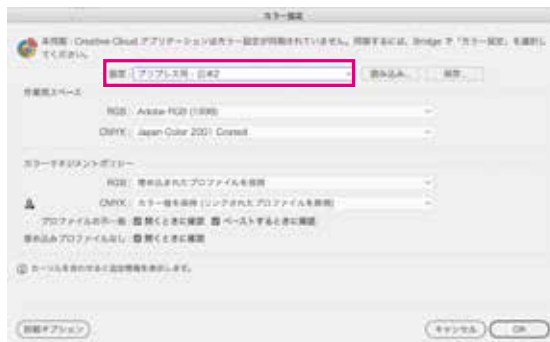 カラー設定
未同期：Creative Cloud アプリケーションはカラー設定が同期されていません。同期するには、Bridge で「カラー設定」を選択してください。
設定： プリプレス用 - 日本2 読み込み... 保存...
作業用スペース
RGB： Adobe RGB (1998)
CMYK： Japan Color 2001 Coated
カラーマネジメントポリシー
RGB： 埋め込まれたプロファイルを保持
CMYK： カラー値を保持 (リンクされたプロファイルを無視)
プロファイルの不一致： 開くときに確認 ペーストするときに確認
埋め込みプロファイルなし： 開くときに確認
カーソルを合わせると追加情報を表示します。
詳細オプション キャンセル OK